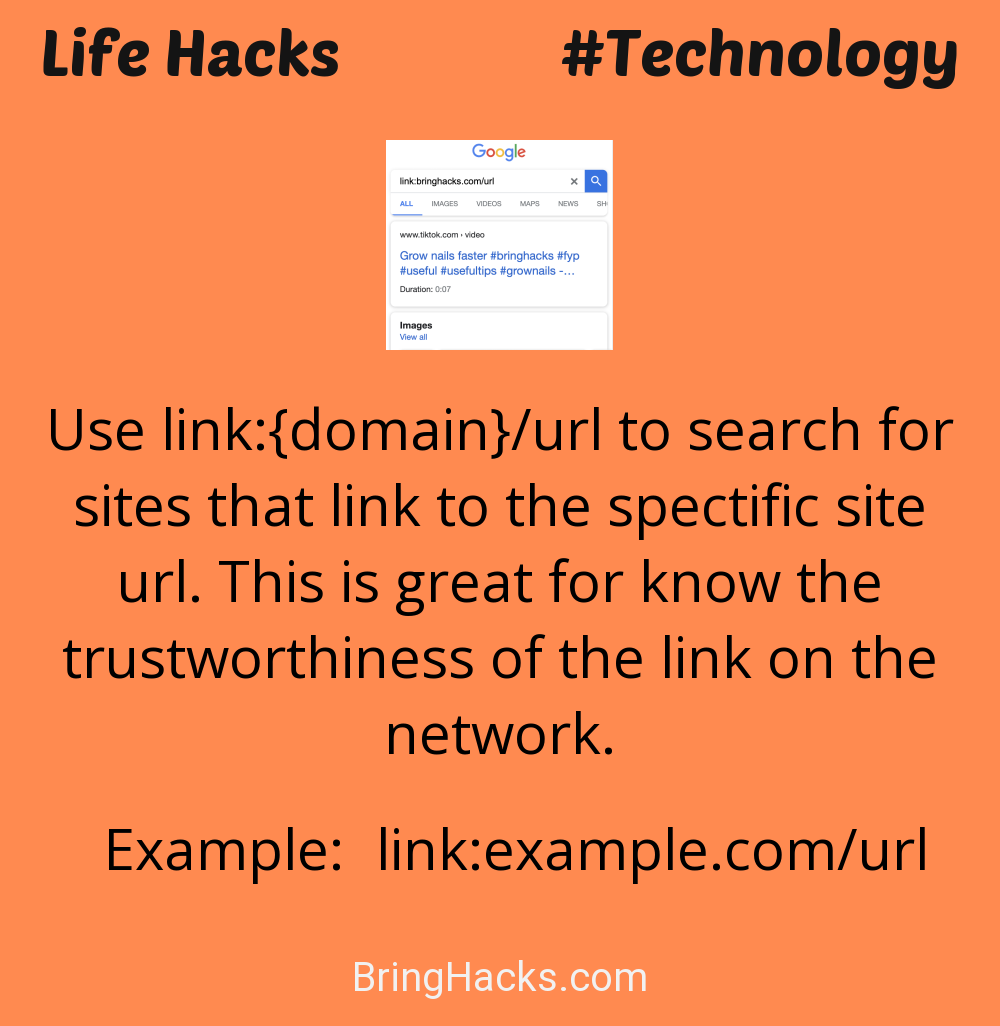 Life Hacks #Technology
Google
link:bringhacks.com/url ×
ALL IMAGES VIDEOS MAPS NEWS SH
www.tiktok.com › video
Grow nails faster #bringhacks #fyp
#useful #usefultips #grownails -...
Duration: 0:07
Images
View all
Use link:{domain}/url to search for
sites that link to the spectific site
url. This is great for know the
trustworthiness of the link on the
network.
Example: link:example.com/url
BringHacks.com